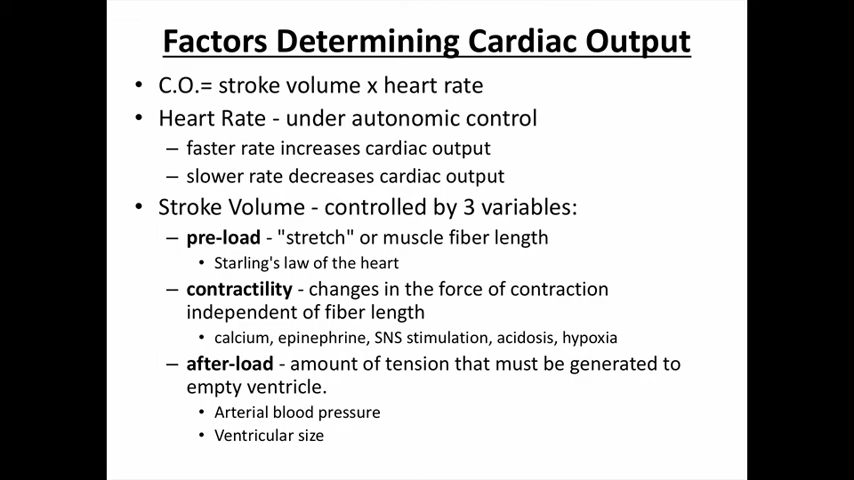 Factors Determining Cardiac Output
• C.O.= stroke volume x heart rate
• Heart Rate - under autonomic control
– faster rate increases cardiac output
– slower rate decreases cardiac output
• Stroke Volume - controlled by 3 variables:
– pre-load - "stretch" or muscle fiber length
• Starling's law of the heart
– contractility - changes in the force of contraction
independent of fiber length
• calcium, epinephrine, SNS stimulation, acidosis, hypoxia
– after-load - amount of tension that must be generated to
empty ventricle.
• Arterial blood pressure
• Ventricular size